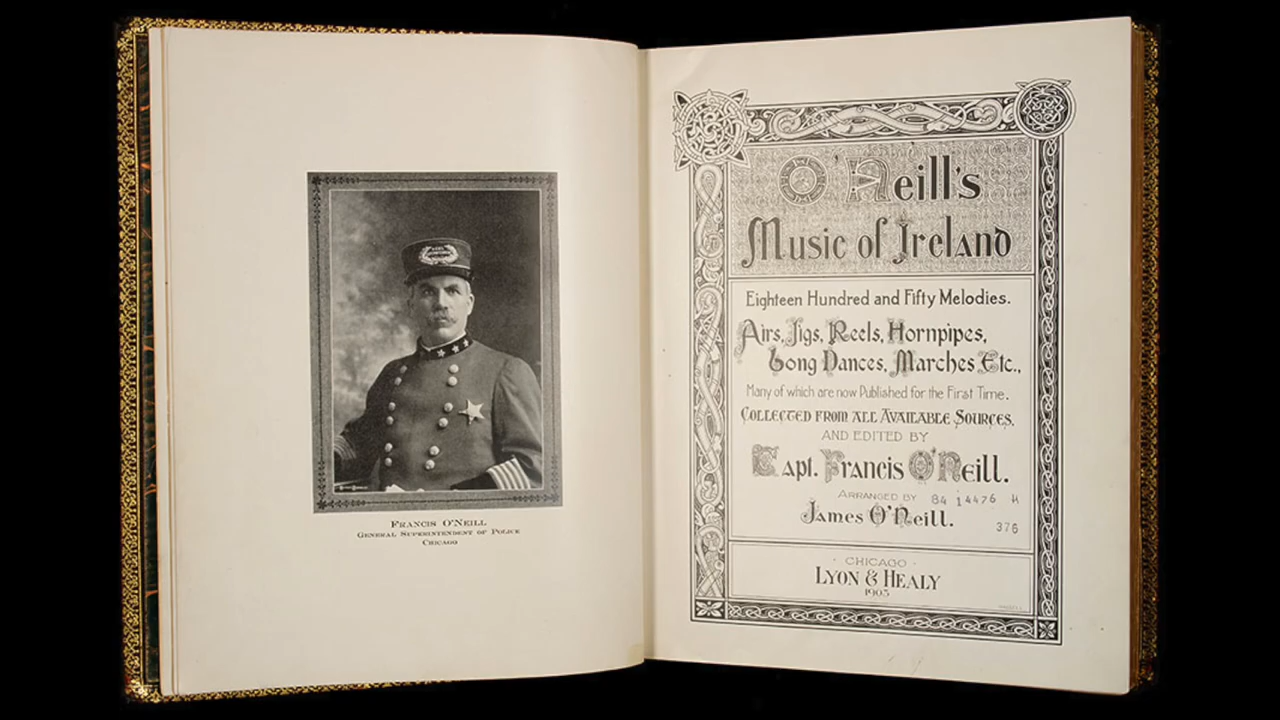 FRANCIS O'NEILL
GENERAL SUPERINTENDENT OF POLICE
CHICAGO
O'Neill's
Music of Ireland
Eighteen Hundred and Fifty Melodies.
Airs, Jigs, Reels, Hornpipes,
Long Dances, Marches Etc.,
Many of which are now Published for the First Time.
COLLECTED FROM ALL AVAILABLE SOURCES.
AND EDITED BY
Capt. Francis O'Neill.
ARRANGED BY 84 i4476 H
James O'Neill.
376
· CHICAGO ·
LYON & HEALY
1903